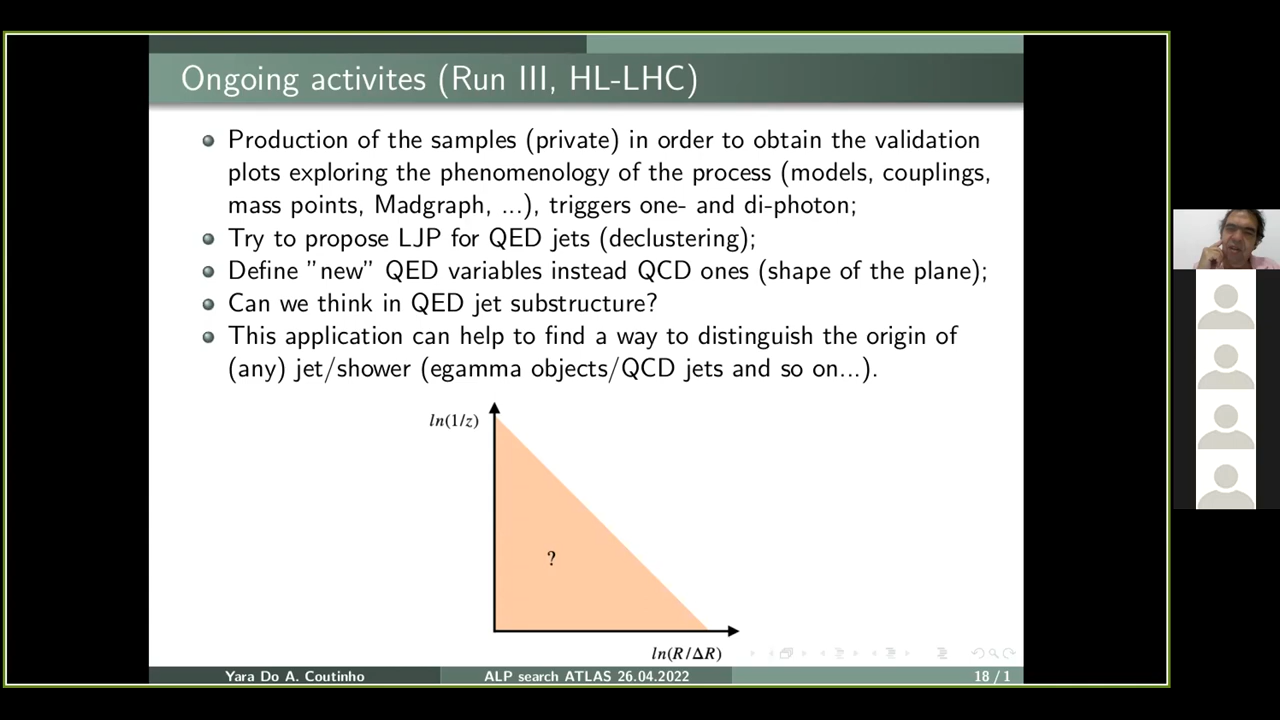 Ongoing activites (Run III, HL-LHC)
Production of the samples (private) in order to obtain the validation
plots exploring the phenomenology of the process (models, couplings,
mass points, Madgraph, ...), triggers one- and di-photon;
Try to propose LJP for QED jets (declustering);
Define "new" QED variables instead QCD ones (shape of the plane);
Can we think in QED jet substructure?
This application can help to find a way to distinguish the origin of
(any) jet/shower (egamma objects/QCD jets and so on...).
ln(1/z)
?
ln(R/ΔR)
Yara Do A. Coutinho ALP search ATLAS 26.04.2022 18 / 1